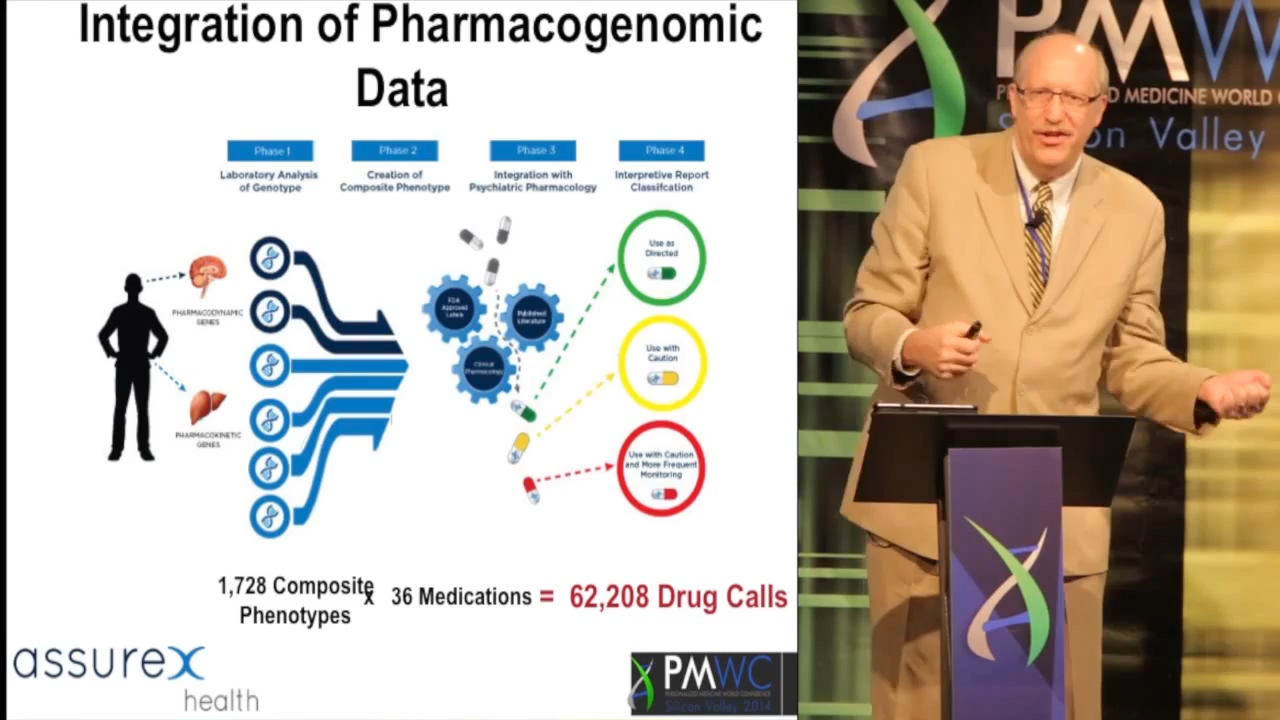 Integration of Pharmacogenomic
Data
Phase 1
Phase 2
Phase 3
Phase 4
Laboratory Analysis
of Genotype
Creation of
Composite Phenotype
Integration with
Psychiatric Pharmacology
Interpretive Report
Classifcation
PHARMACODYNAMIC
GENES
PHARMACOKINETIC
GENES
FDA
Approved
Labels
Published
Literature
Clinical
Pharmacology
Use as
Directed
Use with
Caution
Use with Caution
and More Frequent
Monitoring
1,728 Composite
Phenotypes
x
36 Medications
= 62,208 Drug Calls
assurex
health
PMWC
PERSONALIZED MEDICINE WORLD CONFERENCE
Silicon Valley 2014
PMW
D MEDICINE WORLD
on Valley